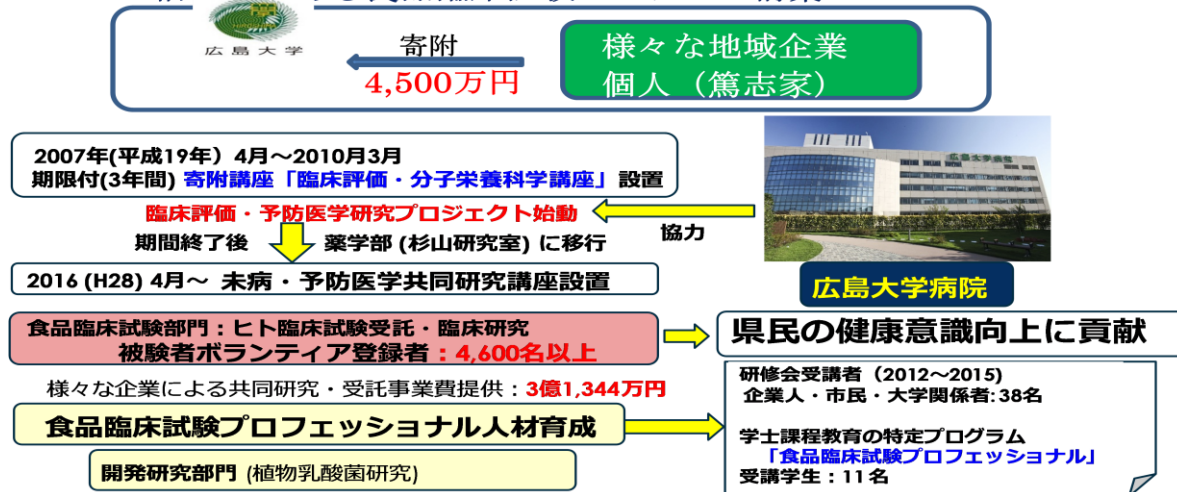 広島大学
寄附
4,500万円
様々な地域企業
個人（篤志家）
2007年(平成19年）4月～2010月3月
期限付(3年間) 寄附講座「臨床評価・分子栄養科学講座」設置
臨床評価・予防医学研究プロジェクト始動
協力
期間終了後
薬学部 (杉山研究室) に移行
広島大学病院
2016 (H28) 4月～ 未病・予防医学共同研究講座設置
広島大学病院
食品臨床試験部門：ヒト臨床試験受託・臨床研究
被験者ボランティア登録者：4,600名以上
県民の健康意識向上に貢献
様々な企業による共同研究・受託事業費提供：3億1,344万円
食品臨床試験プロフェッショナル人材育成
開発研究部門 (植物乳酸菌研究)
研修会受講者（2012～2015)
企業人・市民・大学関係者:38名
学士課程教育の特定プログラム
「食品臨床試験プロフェッショナル」
受講学生：11名